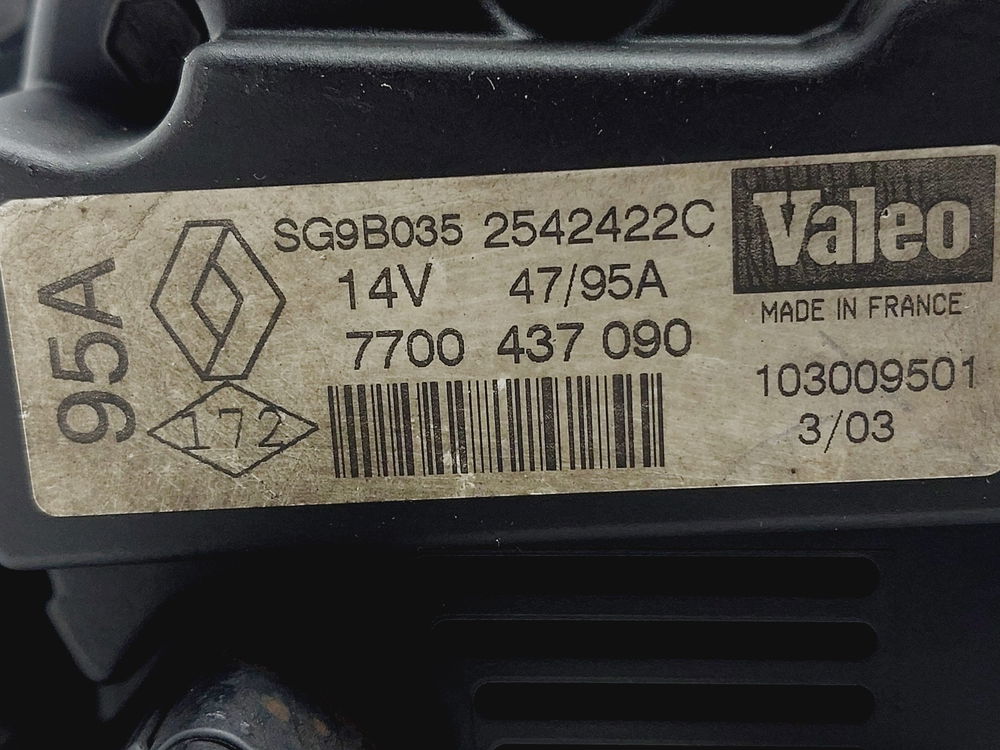 95A
SG9B035 2542422C
14V 47/95A
7700 437 090
172
Valeo
MADE IN FRANCE
103009501
3/03